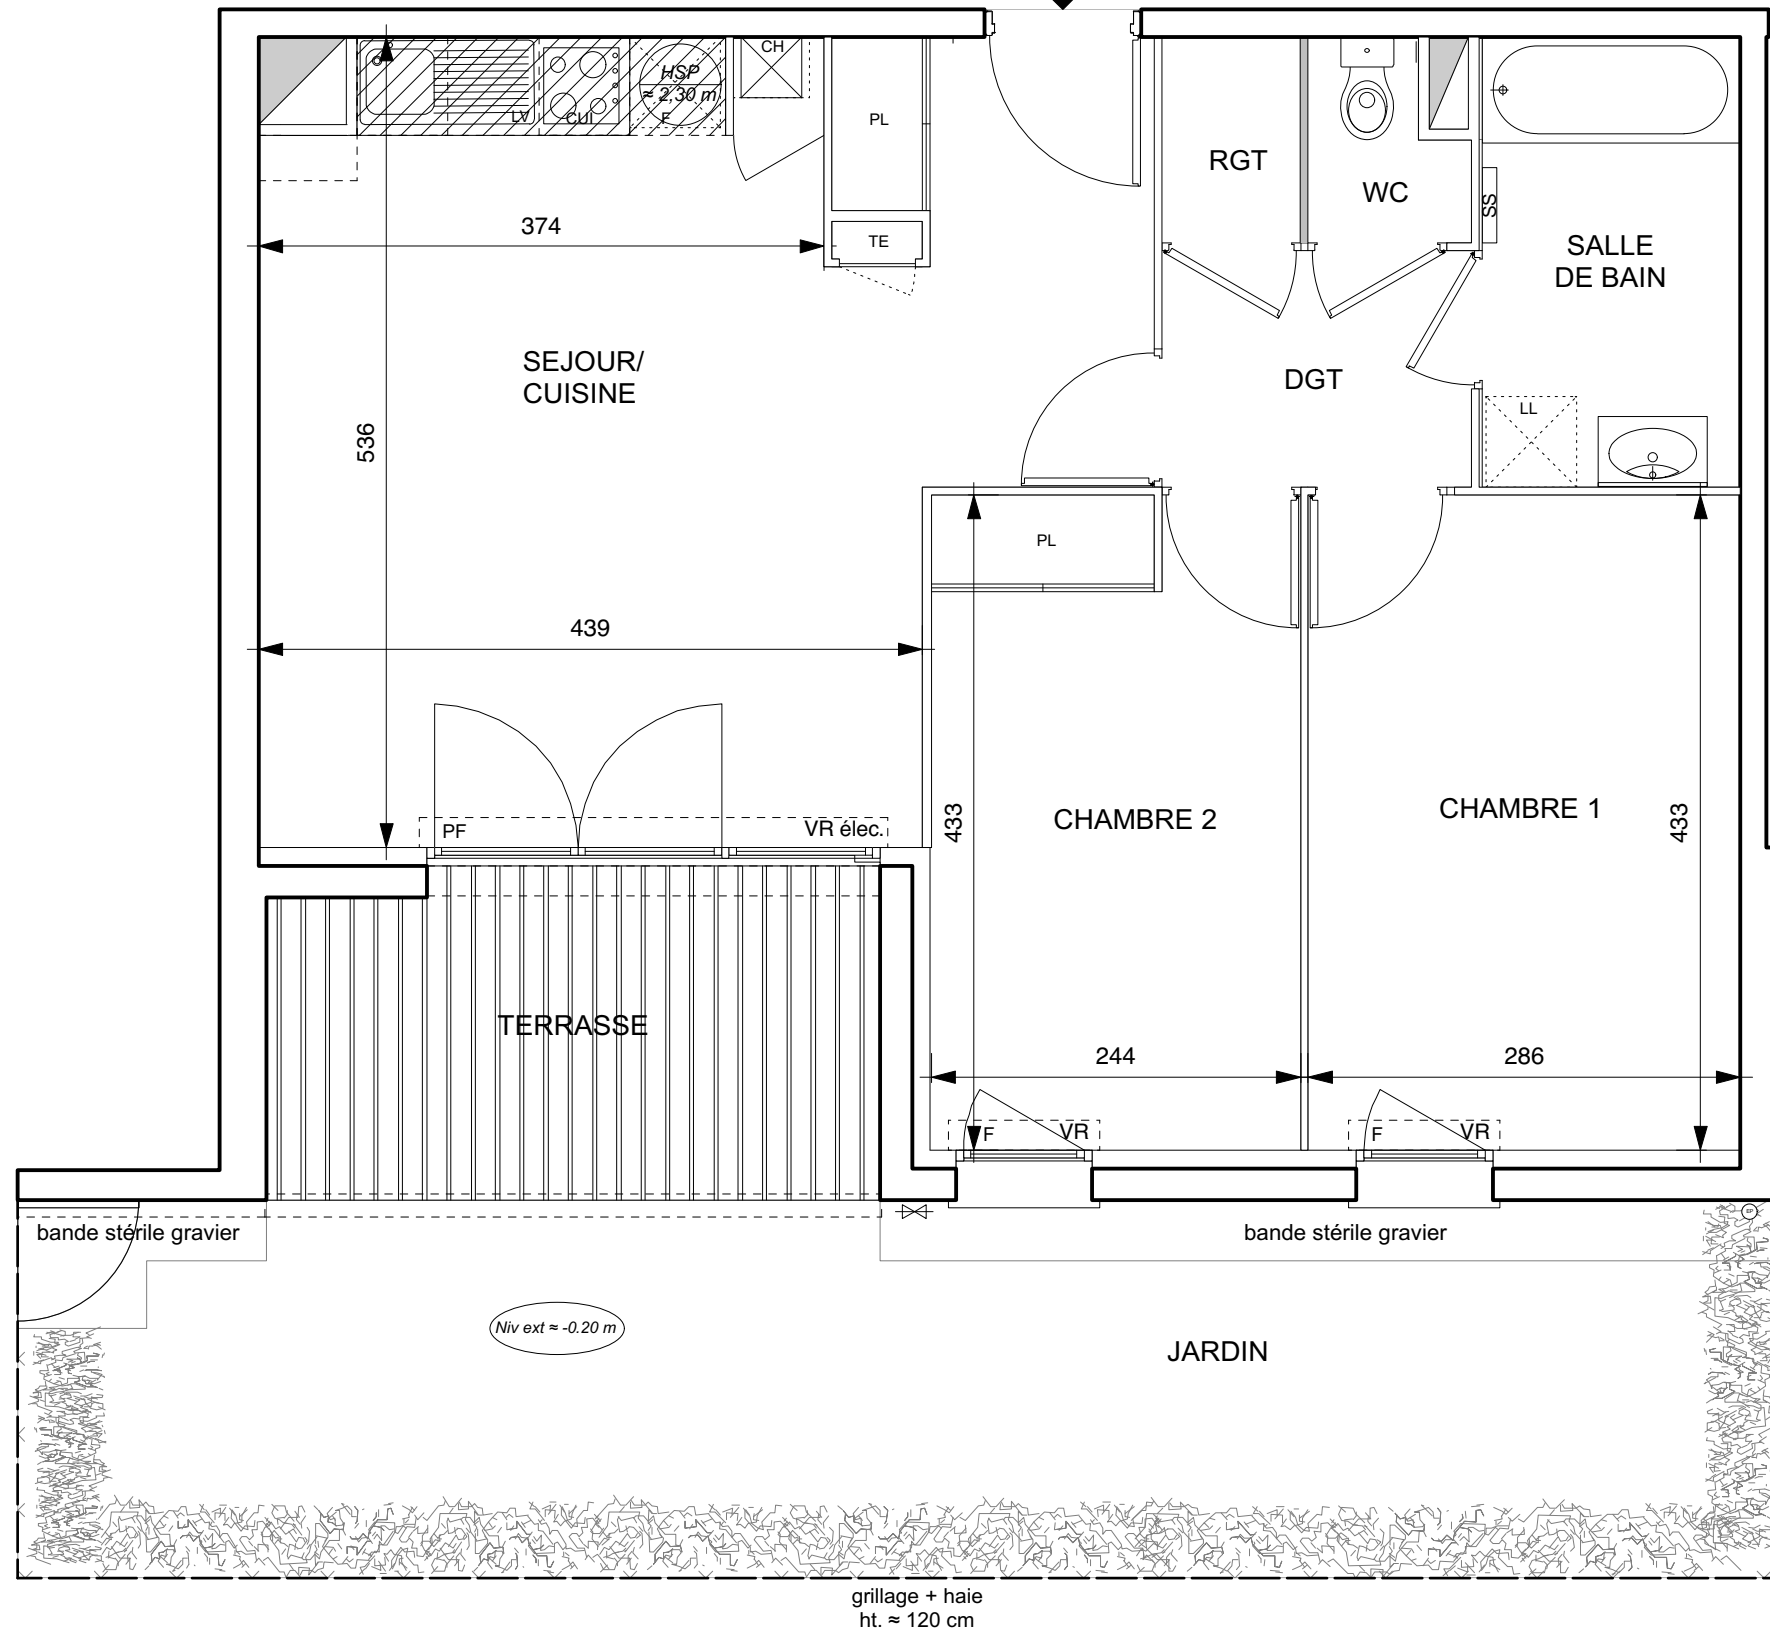 CH
HSP
≈ 2,30 m
LV
CUI
F
PL
RGT
WC
SS
374
TE
SALLE
DE BAIN
SEJOUR/
CUISINE
DGT
LL
536
PL
439
433
CHAMBRE 2
CHAMBRE 1
433
PF
VR élec.
TERRASSE
244
286
F
VR
F
VR
bande stérile gravier
bande stérile gravier
EP
Niv ext ≈ -0.20 m
JARDIN
grillage + haie
ht. ≈ 120 cm